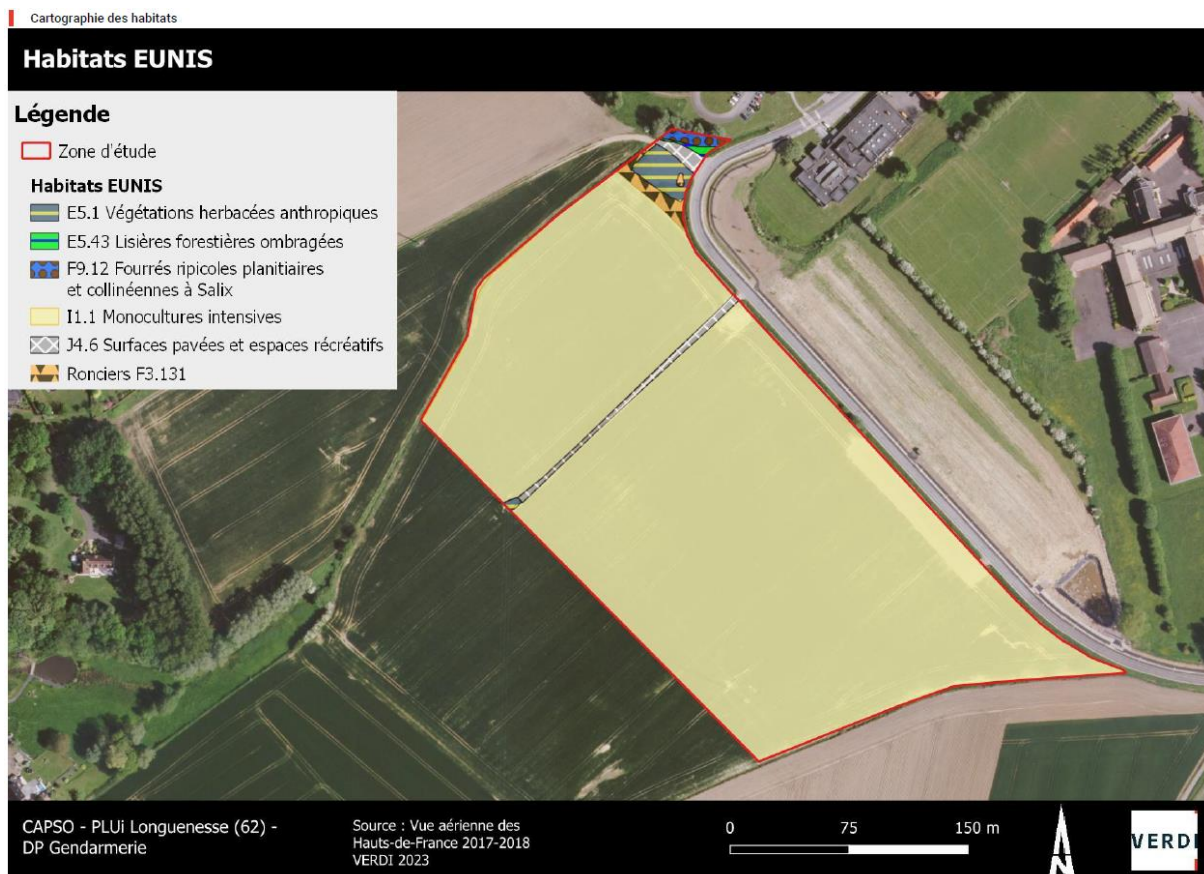 Cartographie des habitats
Habitats EUNIS
Légende
Zone d'étude
Habitats EUNIS
E5.1 Végétations herbacées anthropiques
E5.43 Lisières forestières ombragées
F9.12 Fourrés ripicoles planitiaires
et collinéennes à Salix
I1.1 Monocultures intensives
J4.6 Surfaces pavées et espaces récréatifs
Ronciers F3.131
CAPSO - PLUi Longuenesse (62) -
DP Gendarmerie
Source : Vue aérienne des
Hauts-de-France 2017-2018
VERDI 2023
0 75 150 m
N
VERDI